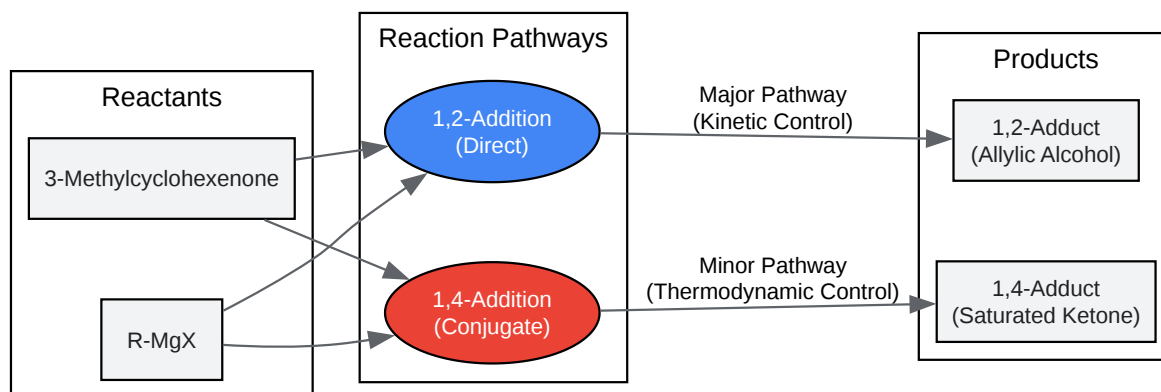 Reactants
3-Methylcyclohexenone
R-MgX
Reaction Pathways
1,2-Addition
(Direct)
1,4-Addition
(Conjugate)
Major Pathway
(Kinetic Control)
Minor Pathway
(Thermodynamic Control)
Products
1,2-Adduct
(Allylic Alcohol)
1,4-Adduct
(Saturated Ketone)